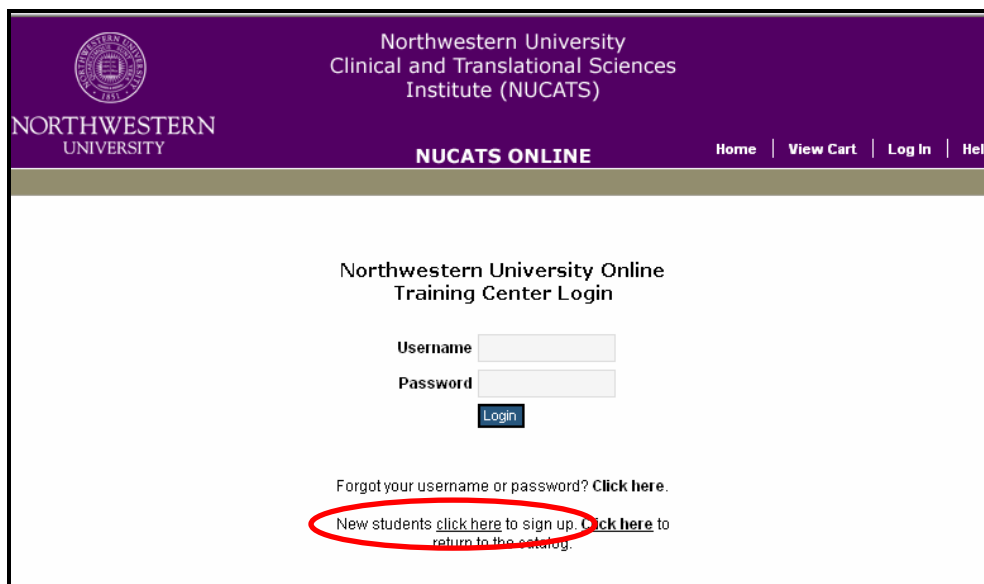 Northwestern University
Clinical and Translational Sciences
Institute (NUCATS)
NORTHWESTERN
UNIVERSITY
NUCATS ONLINE
Home | View Cart | Log In | Hel
Northwestern University Online
Training Center Login
Username
Password
Login
Forgot your username or password? Click here.
New students click here to sign up. Click here to
return to the catalog.